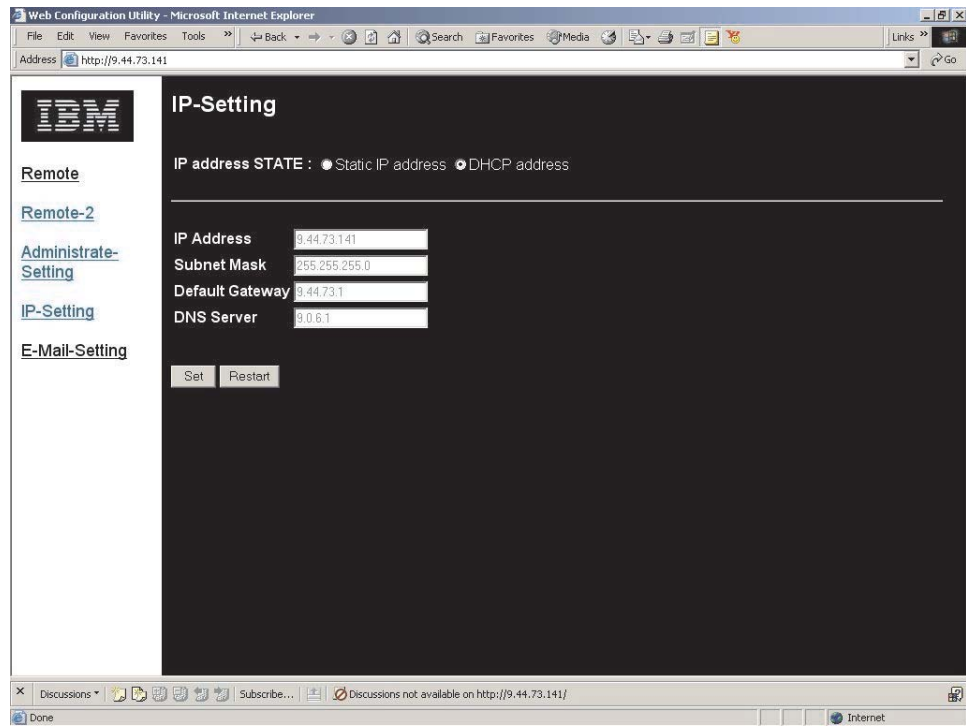 Web Configuration Utility - Microsoft Internet Explorer
File Edit View Favorites Tools » Back Search Favorites Media Links »
Address http://9.44.73.141 Go
IBM
Remote
Remote-2
Administrate-
Setting
IP-Setting
E-Mail-Setting
IP-Setting
IP address STATE : Static IP address DHCP address
IP Address 9.44.73.141
Subnet Mask 255.255.255.0
Default Gateway 9.44.73.1
DNS Server 9.0.6.1
Set Restart
Discussions Subscribe... Discussions not available on http://9.44.73.141/
Done Internet